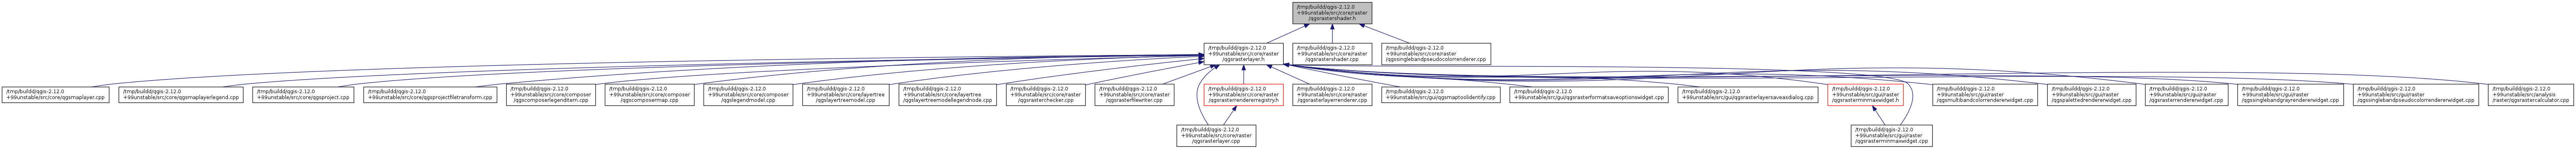 /tmp/buildd/qgis-2.12.0
+99unstable/src/core/raster
/qgsrastershader.h
/tmp/buildd/qgis-2.12.0
+99unstable/src/core/raster
/qgsrasterlayer.h
/tmp/buildd/qgis-2.12.0
+99unstable/src/core/raster
/qgsrastershader.cpp
/tmp/buildd/qgis-2.12.0
+99unstable/src/core/raster
/qgssinglebandpseudocolorrenderer.cpp
/tmp/buildd/qgis-2.12.0
+99unstable/src/core/qgsmaplayer.cpp
/tmp/buildd/qgis-2.12.0
+99unstable/src/core/qgsmaplayerlegend.cpp
/tmp/buildd/qgis-2.12.0
+99unstable/src/core/qgsproject.cpp
/tmp/buildd/qgis-2.12.0
+99unstable/src/core/qgsprojectfiletransform.cpp
/tmp/buildd/qgis-2.12.0
+99unstable/src/core/composer
/qgscomposerlegenditem.cpp
/tmp/buildd/qgis-2.12.0
+99unstable/src/core/composer
/qgscomposermap.cpp
/tmp/buildd/qgis-2.12.0
+99unstable/src/core/composer
/qgslegendmodel.cpp
/tmp/buildd/qgis-2.12.0
+99unstable/src/core/layertree
/qgslayertreemodel.cpp
/tmp/buildd/qgis-2.12.0
+99unstable/src/core/layertree
/qgslayertreemodellegendnode.cpp
/tmp/buildd/qgis-2.12.0
+99unstable/src/core/raster
/qgsrasterchecker.cpp
/tmp/buildd/qgis-2.12.0
+99unstable/src/core/raster
/qgsrasterfilewriter.cpp
/tmp/buildd/qgis-2.12.0
+99unstable/src/core/raster
/qgsrasterrendererregistry.h
/tmp/buildd/qgis-2.12.0
+99unstable/src/core/raster
/qgsrasterlayerrenderer.cpp
/tmp/buildd/qgis-2.12.0
+99unstable/src/gui/qgsmaptoolidentify.cpp
/tmp/buildd/qgis-2.12.0
+99unstable/src/gui/qgsrasterformatsaveoptionswidget.cpp
/tmp/buildd/qgis-2.12.0
+99unstable/src/gui/qgsrasterlayersaveasdialog.cpp
/tmp/buildd/qgis-2.12.0
+99unstable/src/gui/raster
/qgsrasterminmaxwidget.h
/tmp/buildd/qgis-2.12.0
+99unstable/src/gui/raster
/qgsmultibandcolorrendererwidget.cpp
/tmp/buildd/qgis-2.12.0
+99unstable/src/gui/raster
/qgspalettedrendererwidget.cpp
/tmp/buildd/qgis-2.12.0
+99unstable/src/gui/raster
/qgsrasterrendererwidget.cpp
/tmp/buildd/qgis-2.12.0
+99unstable/src/gui/raster
/qgssinglebandgrayrendererwidget.cpp
/tmp/buildd/qgis-2.12.0
+99unstable/src/gui/raster
/qgssinglebandpseudocolorrendererwidget.cpp
/tmp/buildd/qgis-2.12.0
+99unstable/src/analysis
/raster/qgsrastercalculator.cpp
/tmp/buildd/qgis-2.12.0
+99unstable/src/core/raster
/qgsrasterlayer.cpp
/tmp/buildd/qgis-2.12.0
+99unstable/src/gui/raster
/qgsrasterminmaxwidget.cpp